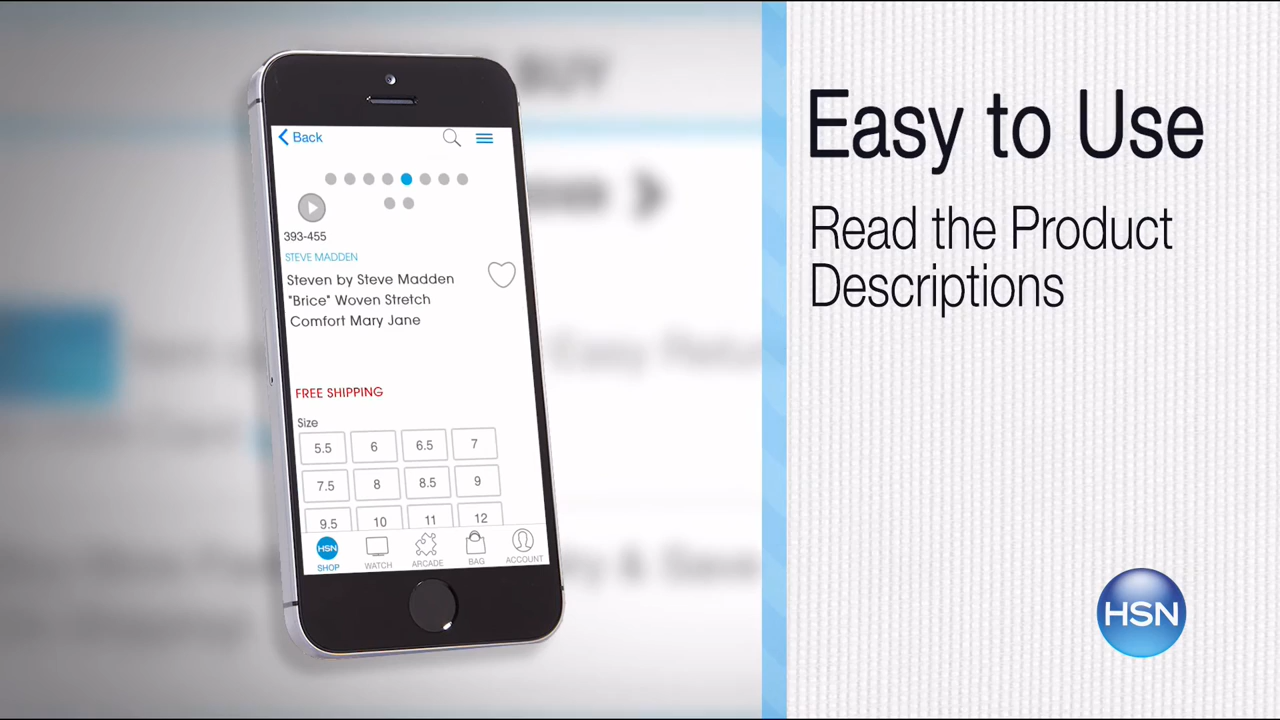 Back
393-455
STEVE MADDEN
Steven by Steve Madden
"Brice" Woven Stretch
Comfort Mary Jane
FREE SHIPPING
Size
5.5 6 6.5 7
7.5 8 8.5 9
9.5 10 11 12
HSN
SHOP WATCH ARCADE BAG ACCOUNT
BUY
Easy to Use
Read the Product
Descriptions
HSN